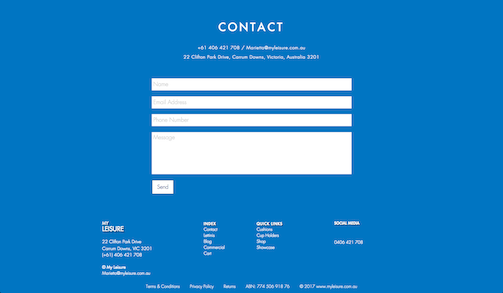 CONTACT
+61 406 421 708 / Marietta@myleisure.com.au
22 Clifton Park Drive, Carrum Downs, Victoria, Australia 3201
Name
Email Address
Phone Number
Message
Send
MY
LEISURE
22 Clifton Park Drive
Carrum Downs, VIC 3201
(+61) 406 421 708
© My Leisure
Marietta@myleisure.com.au
INDEX
Contact
Blog
Commercial
Cart
QUICK LINKS
Cushions
Cup Holders
Shop
Showcase
SOCIAL MEDIA
0406 421 708
Terms & Conditions Privacy Policy Returns ABN: 774 506 918 76 © 2017 www.myleisure.com.au